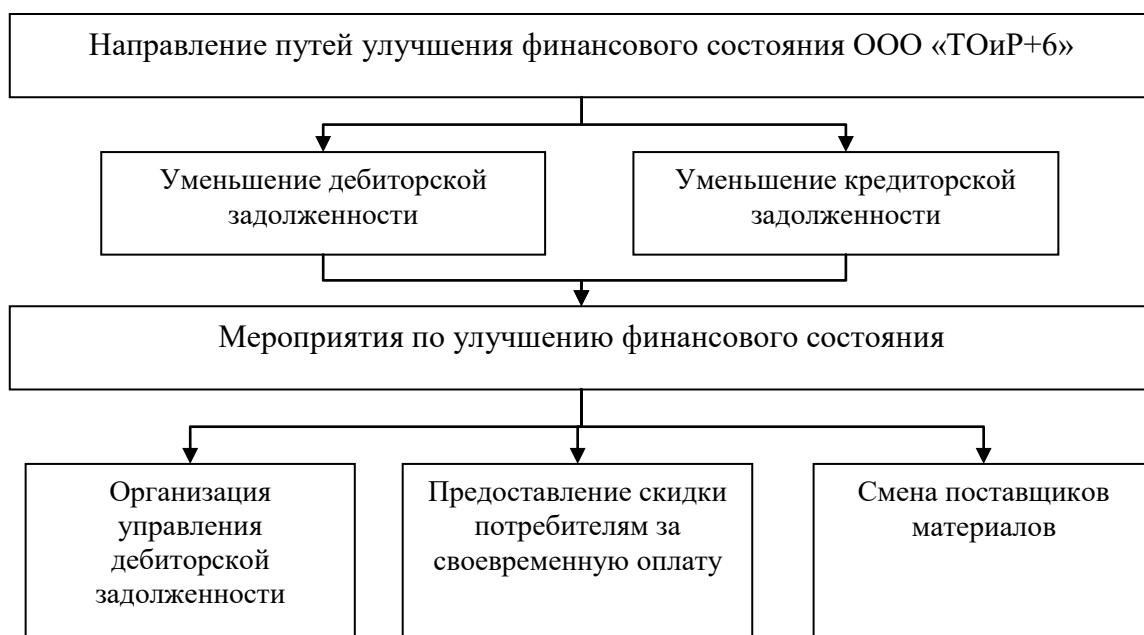 Направление путей улучшения финансового состояния ООО «ТОиР+6»
Уменьшение дебиторской
задолженности
Уменьшение кредиторской
задолженности
Мероприятия по улучшению финансового состояния
Организация
управления
дебиторской
задолженности
Предоставление скидки
потребителям за
своевременную оплату
Смена поставщиков
материалов